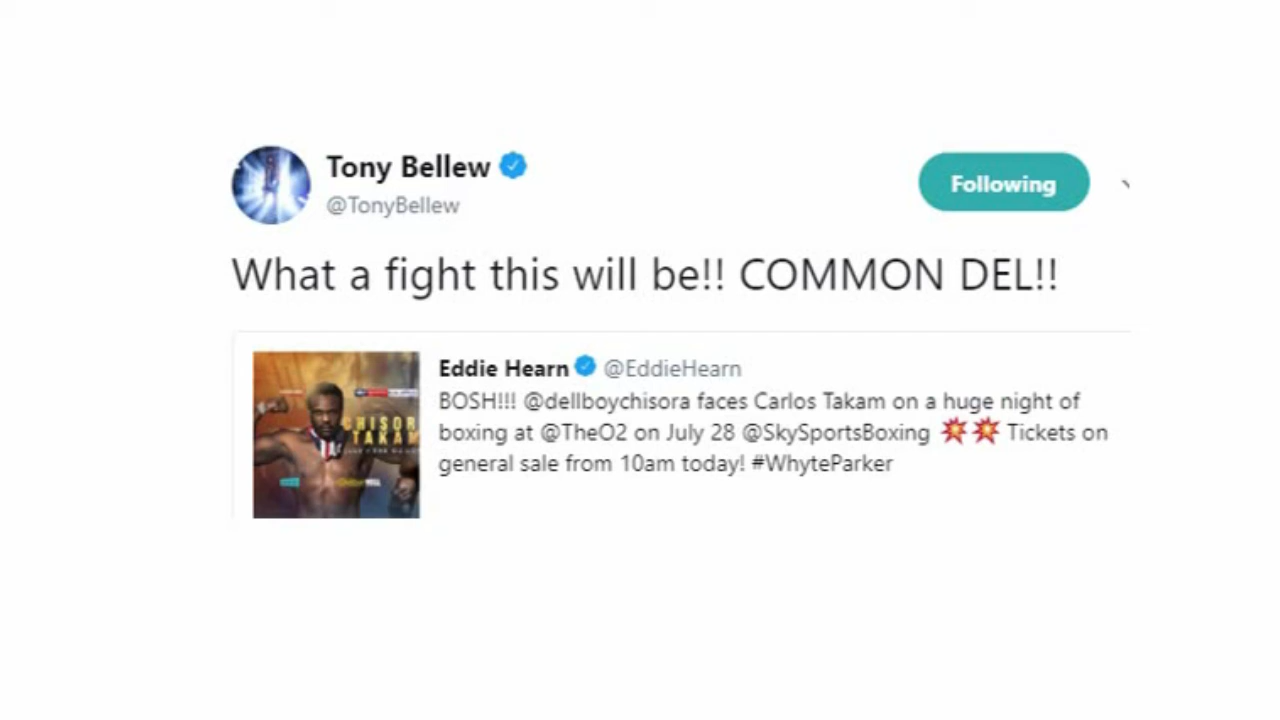 Tony Bellew
@TonyBellew
Following
What a fight this will be!! COMMON DEL!!
Eddie Hearn @EddieHearn
BOSH!!! @dellboychisora faces Carlos Takam on a huge night of
boxing at @TheO2 on July 28 @SkySportsBoxing 💥💥 Tickets on
general sale from 10am today! #WhyteParker
CHISOR
TAKAM